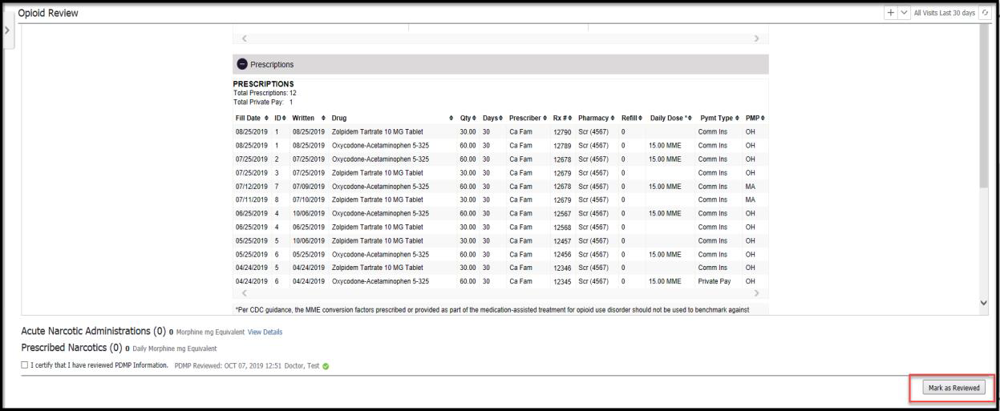 Opioid Review
All Visits Last 30 days
Prescriptions
PRESCRIPTIONS
Total Prescriptions: 12
Total Private Pay: 1
Fill Date ID Written Drug Qty Days Prescriber Rx # Pharmacy Refill Daily Dose * Pymt Type PMP
08/25/2019 1 08/25/2019 Zolpidem Tartrate 10 MG Tablet 30.00 30 Ca Fam 12790 Scr (4567) 0 Comm Ins OH
08/25/2019 1 08/25/2019 Oxycodone-Acetaminophen 5-325 60.00 30 Ca Fam 12789 Scr (4567) 0 15.00 MME Comm Ins OH
07/25/2019 2 07/25/2019 Oxycodone-Acetaminophen 5-325 60.00 30 Ca Fam 12678 Scr (4567) 0 15.00 MME Comm Ins OH
07/25/2019 3 07/25/2019 Zolpidem Tartrate 10 MG Tablet 30.00 30 Ca Fam 12679 Scr (4567) 0 Comm Ins OH
07/12/2019 7 07/09/2019 Oxycodone-Acetaminophen 5-325 60.00 30 Ca Fam 12678 Scr (4567) 0 15.00 MME Comm Ins MA
07/11/2019 8 07/10/2019 Zolpidem Tartrate 10 MG Tablet 30.00 30 Ca Fam 12679 Scr (4567) 0 Comm Ins MA
06/25/2019 4 10/06/2019 Oxycodone-Acetaminophen 5-325 60.00 30 Ca Fam 12567 Scr (4567) 0 15.00 MME Comm Ins OH
06/25/2019 4 06/25/2019 Zolpidem Tartrate 10 MG Tablet 30.00 30 Ca Fam 12568 Scr (4567) 0 Comm Ins OH
05/25/2019 5 10/06/2019 Zolpidem Tartrate 10 MG Tablet 30.00 30 Ca Fam 12457 Scr (4567) 0 Comm Ins OH
05/25/2019 6 05/25/2019 Oxycodone-Acetaminophen 5-325 60.00 30 Ca Fam 12456 Scr (4567) 0 15.00 MME Comm Ins OH
04/24/2019 5 04/24/2019 Zolpidem Tartrate 10 MG Tablet 30.00 30 Ca Fam 12346 Scr (4567) 0 Comm Ins OH
04/24/2019 6 04/24/2019 Oxycodone-Acetaminophen 5-325 60.00 30 Ca Fam 12345 Scr (4567) 0 15.00 MME Private Pay OH
*Per CDC guidance, the MME conversion factors prescribed or provided as part of the medication-assisted treatment for opioid use disorder should not be used to benchmark against
Acute Narcotic Administrations (0) 0 Morphine mg Equivalent View Details
Prescribed Narcotics (0) 0 Daily Morphine mg Equivalent
I certify that I have reviewed PDMP Information. PDMP Reviewed: OCT 07, 2019 12:51 Doctor, Test
Mark as Reviewed